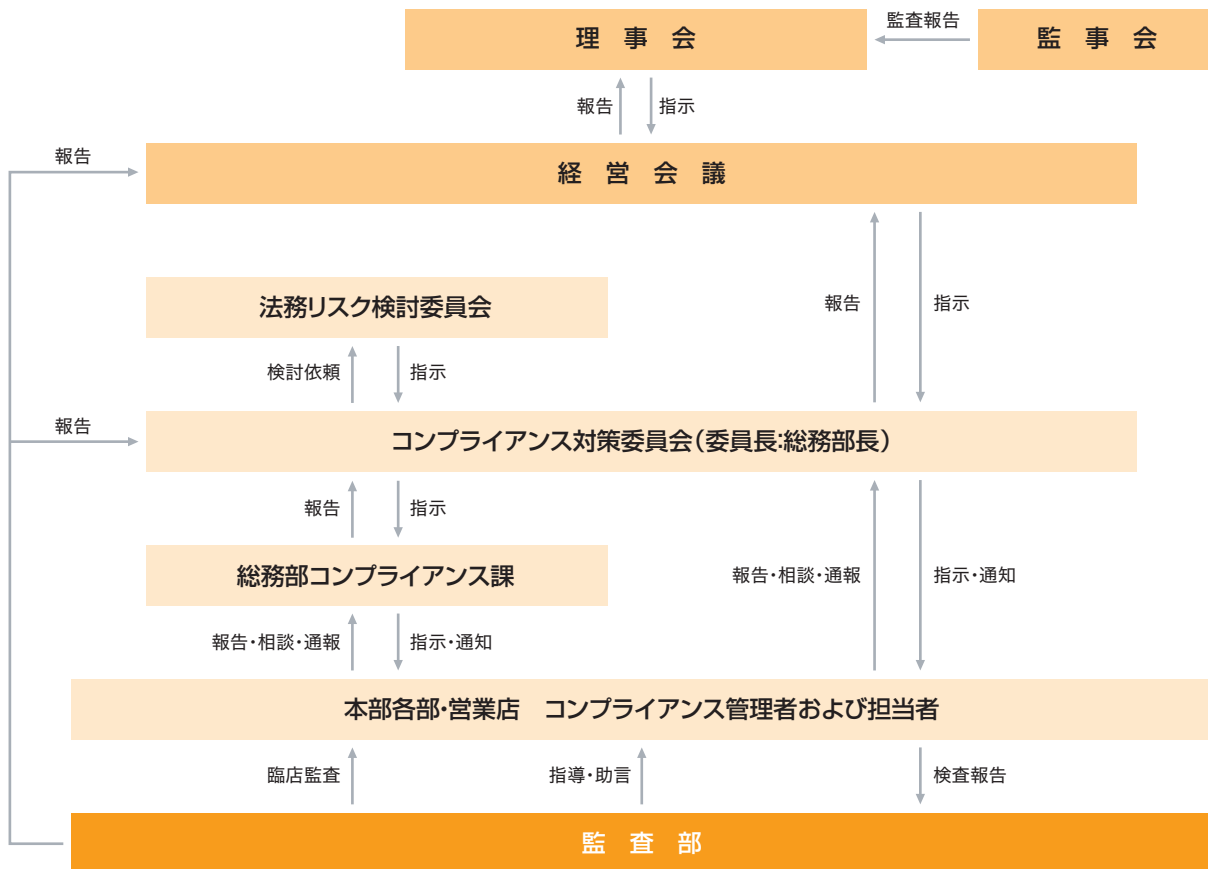 理事会
監査報告
監事会
報告
指示
報告
経営会議
法務リスク検討委員会
報告
指示
検討依頼
指示
報告
コンプライアンス対策委員会(委員長:総務部長)
報告
指示
総務部コンプライアンス課
報告・相談・通報
指示・通知
報告・相談・通報
指示・通知
本部各部・営業店 コンプライアンス管理者および担当者
臨店監査
指導・助言
検査報告
監査部